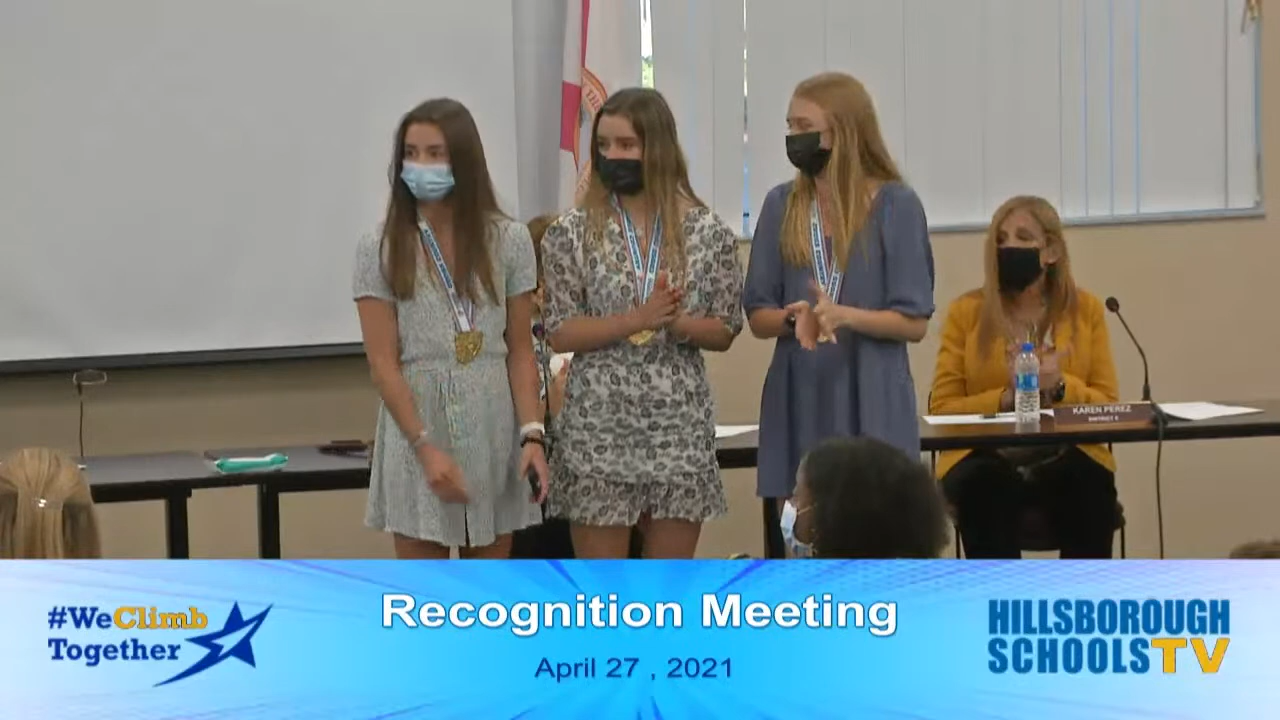 KAREN PEREZ
#WeClimb
Together
Recognition Meeting
April 27 , 2021
HILLSBOROUGH
SCHOOLSTV